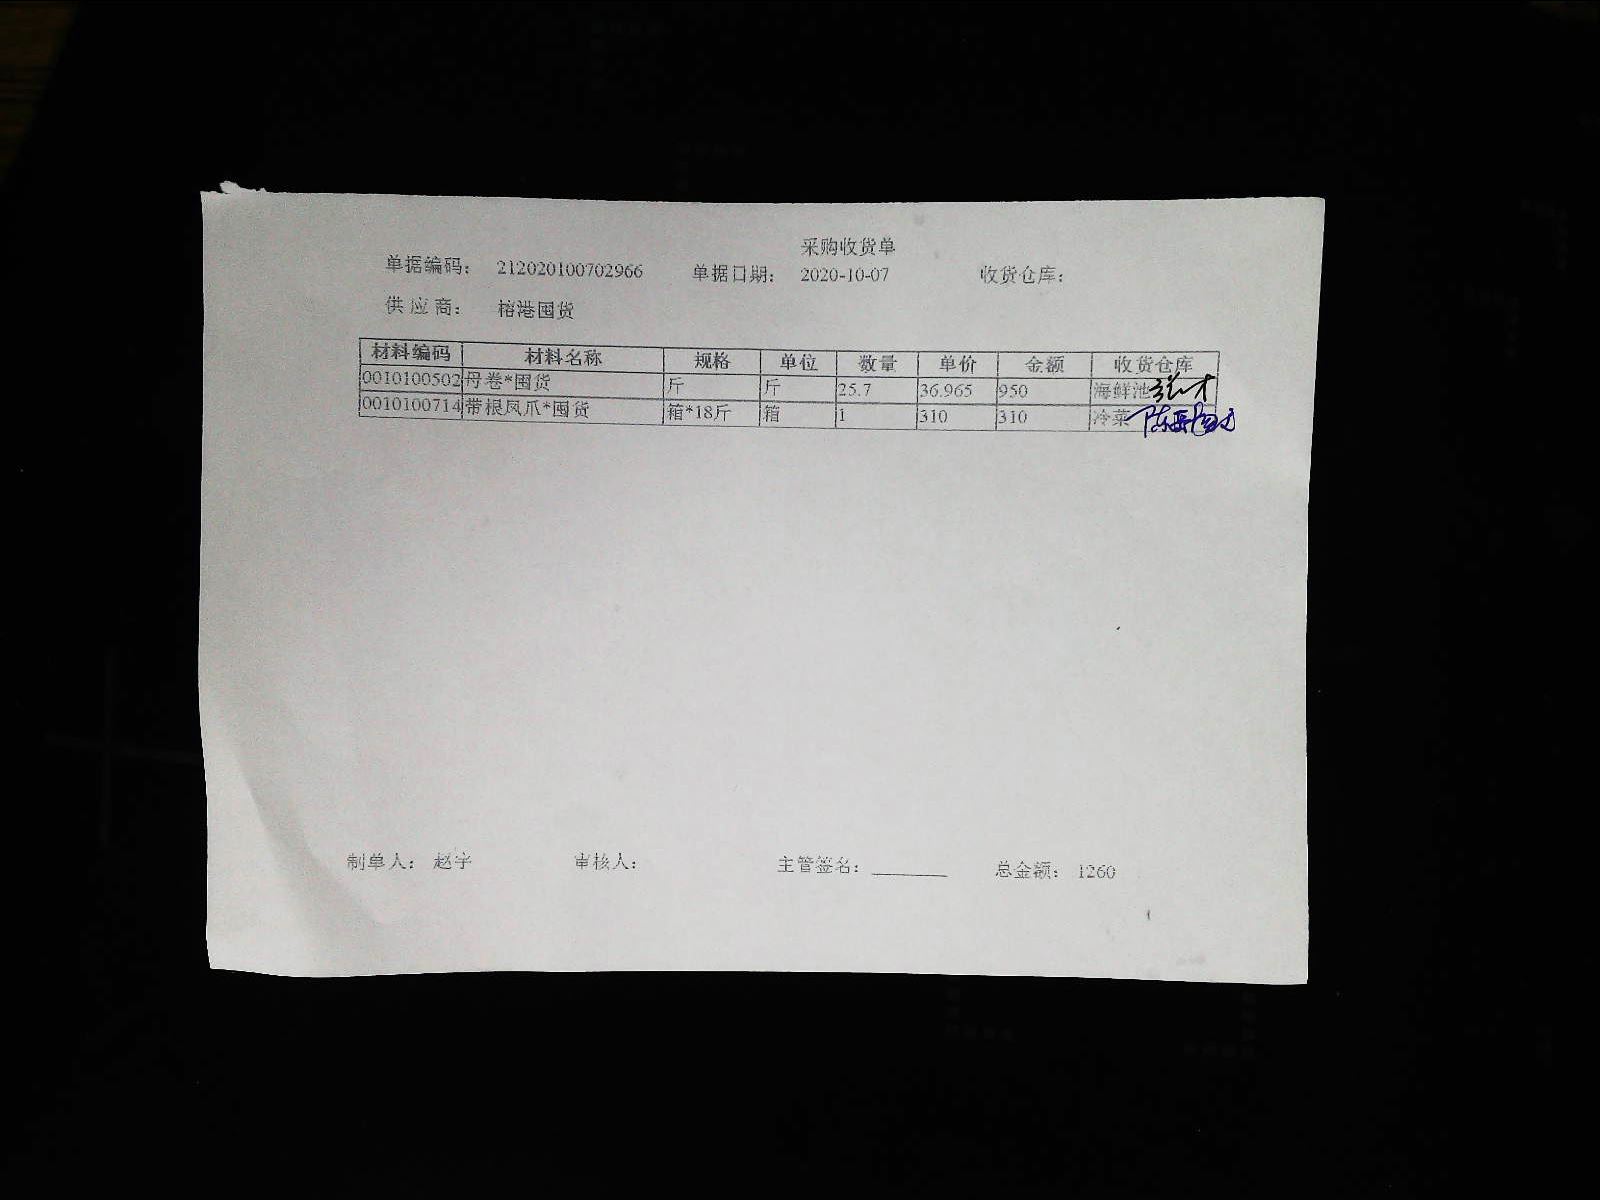 采购收货单
单据编码: 212020100702966 单据日期: 2020-10-07 收货仓库:
供应商: 榕港囤货
材料编码 材料名称 规格 单位 数量 单价 金额 收货仓库
0010100502 母卷*囤货 斤 斤 25.7 36.965 950 海鲜池
0010100714 带根凤爪*囤货 箱*18斤 箱 1 310 310 冷菜
制单人: 赵宇 审核人: 主管签名: 总金额: 1260